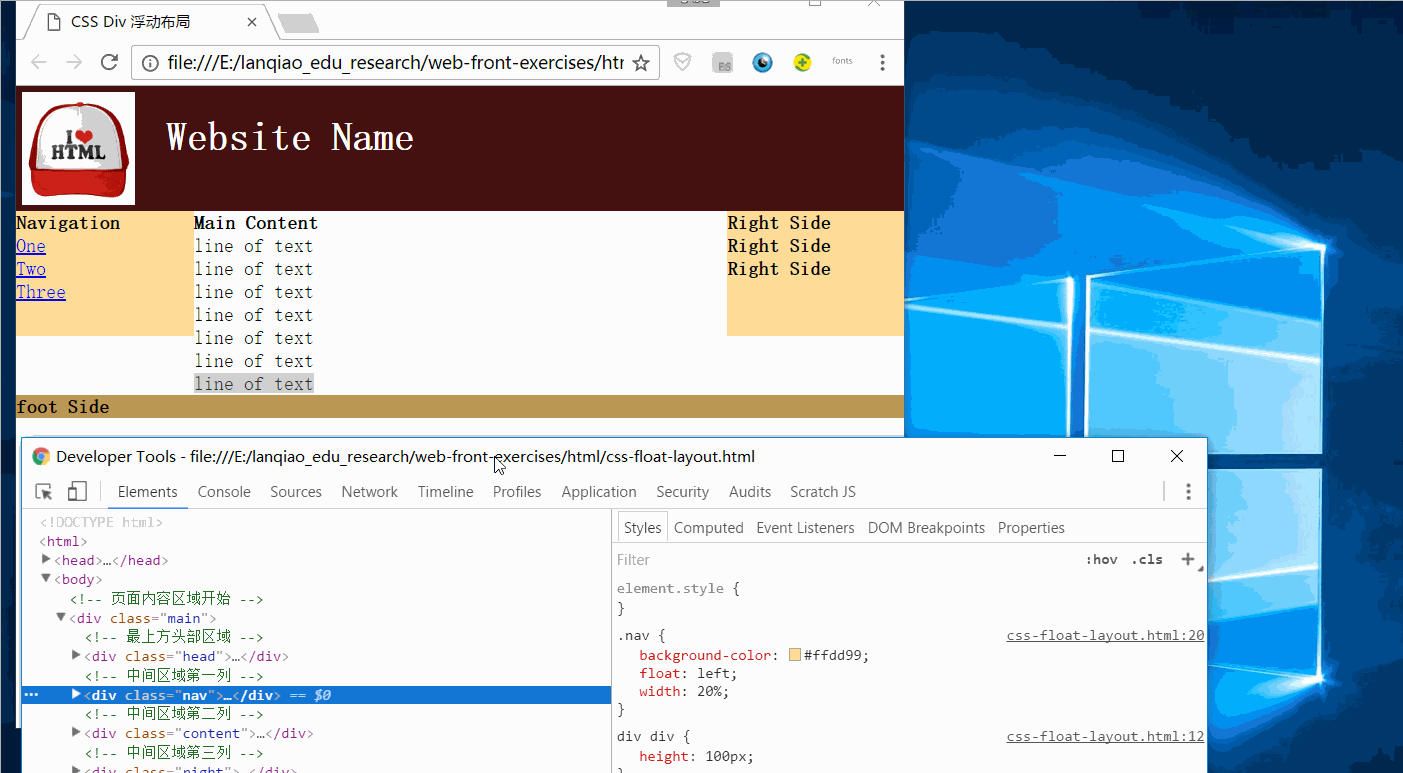 CSS Div 浮动布局
file:///E:/lanqiao_edu_research/web-front-exercises/htr
fonts
I
HTML
Website Name
Navigation Main Content Right Side
One line of text Right Side
Two line of text Right Side
Three line of text
line of text
line of text
line of text
line of text
foot Side
Developer Tools - file:///E:/lanqiao_edu_research/web-front-exercises/html/css-float-layout.html
Elements Console Sources Network Timeline Profiles Application Security Audits Scratch JS
<!DOCTYPE html>
<html>
<head>…</head>
<body>
<!-- 页面内容区域开始 -->
<div class="main">
<!-- 最上方头部区域 -->
<div class="head">…</div>
<!-- 中间区域第一列 -->
<div class="nav">…</div> == $0
<!-- 中间区域第二列 -->
<div class="content">…</div>
<!-- 中间区域第三列 -->
<div class="right">…</div>
Styles Computed Event Listeners DOM Breakpoints Properties
Filter :hov .cls +
element.style {
}
.nav { css-float-layout.html:20
background-color: #ffdd99;
float: left;
width: 20%;
}
div div { css-float-layout.html:12
height: 100px;